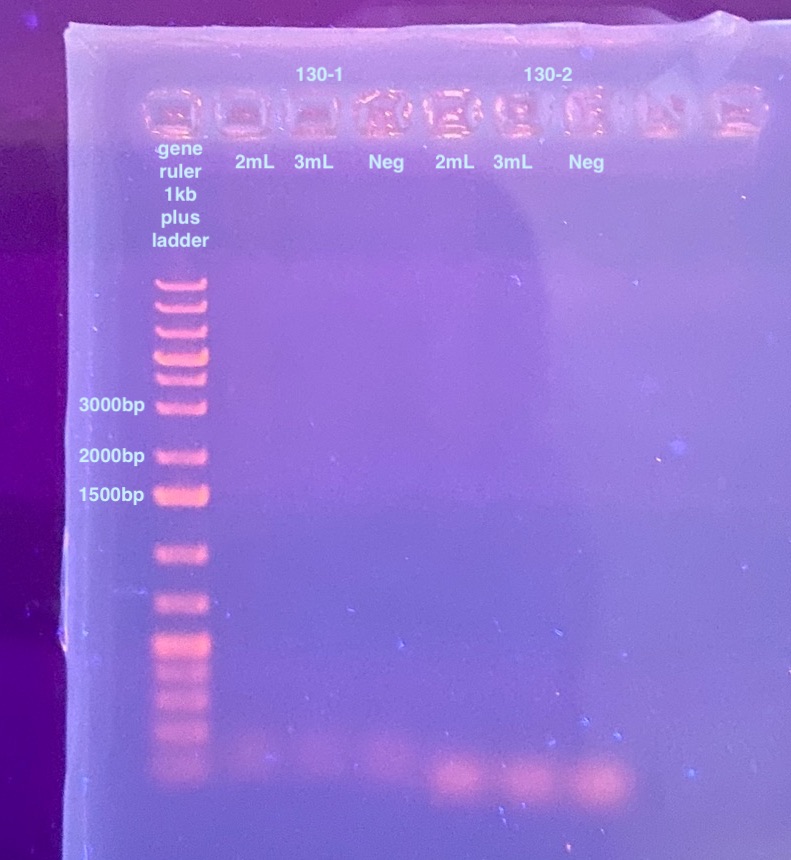 130-1 130-2
gene
ruler
1kb
plus
ladder
2mL 3mL Neg 2mL 3mL Neg
3000bp
2000bp
1500bp